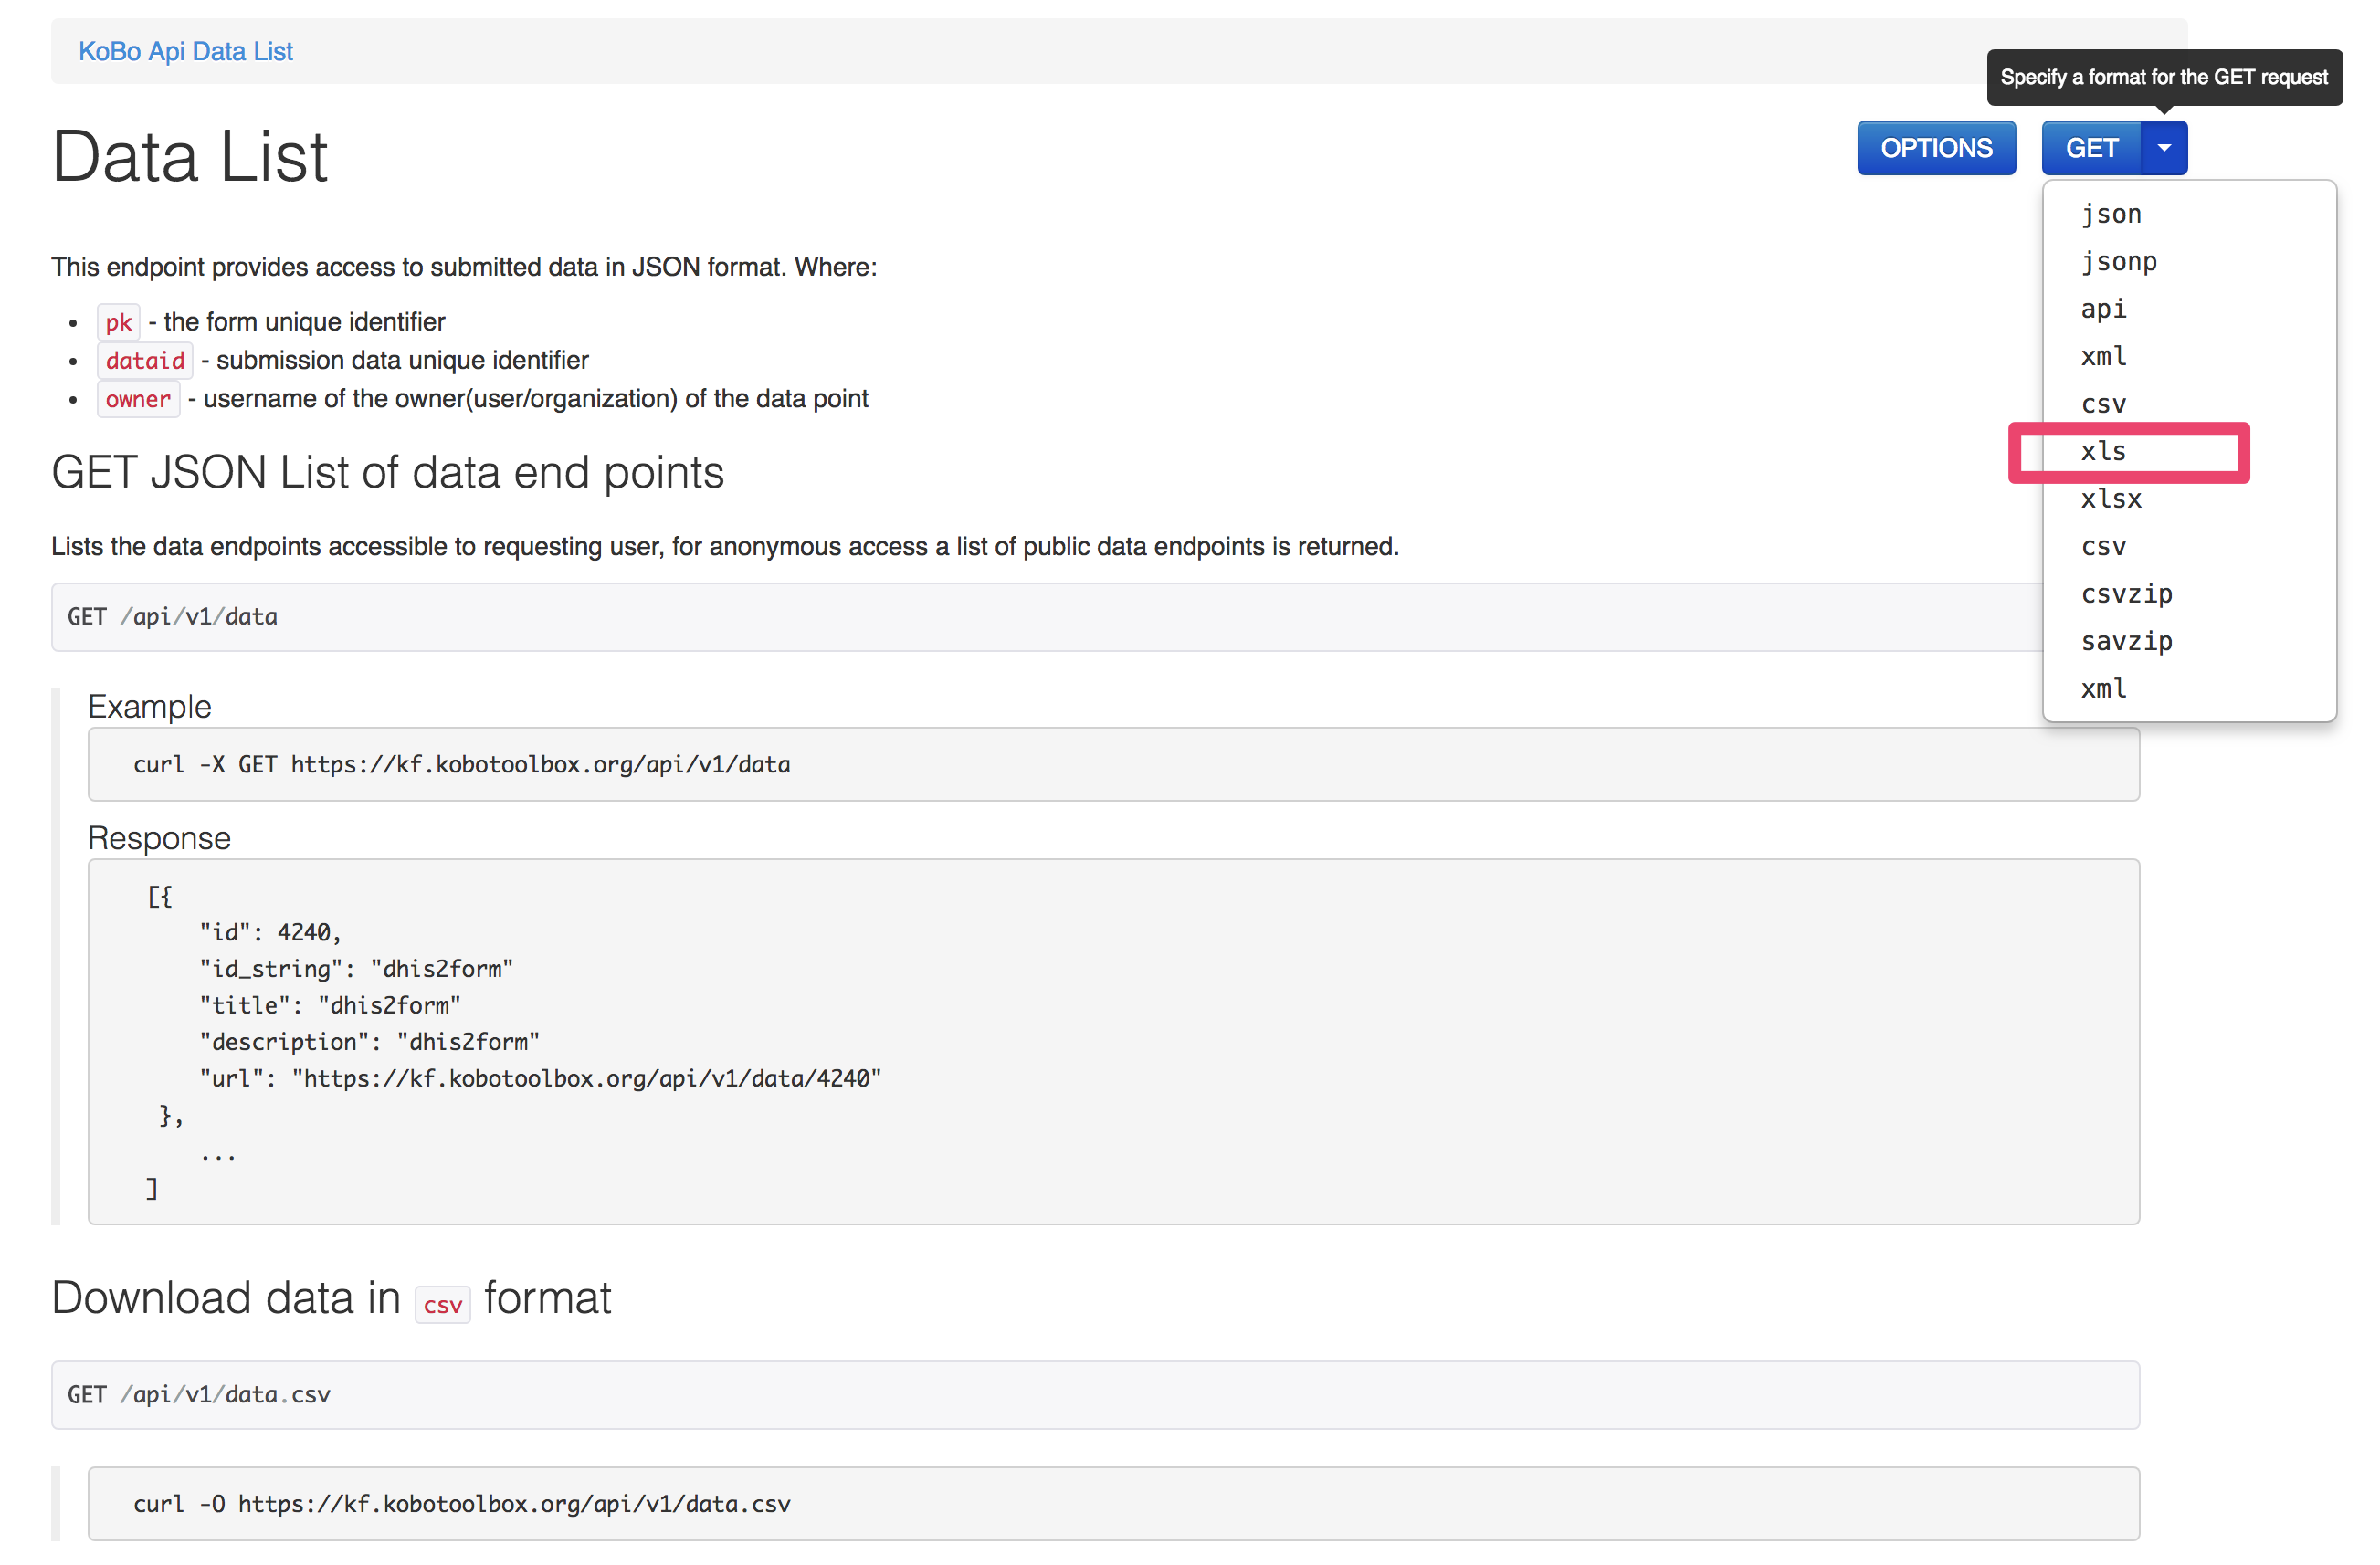 KoBo Api Data List
Specify a format for the GET request
Data List
OPTIONS
GET
json
jsonp
api
xml
csv
xls
xlsx
csv
csvzip
savzip
xml
This endpoint provides access to submitted data in JSON format. Where:
pk - the form unique identifier
dataid - submission data unique identifier
owner - username of the owner(user/organization) of the data point
GET JSON List of data end points
Lists the data endpoints accessible to requesting user, for anonymous access a list of public data endpoints is returned.
GET /api/v1/data
Example
curl -X GET https://kf.kobotoolbox.org/api/v1/data
Response
[{
"id": 4240,
"id_string": "dhis2form"
"title": "dhis2form"
"description": "dhis2form"
"url": "https://kf.kobotoolbox.org/api/v1/data/4240"
},
...
]
Download data in csv format
GET /api/v1/data.csv
curl -O https://kf.kobotoolbox.org/api/v1/data.csv